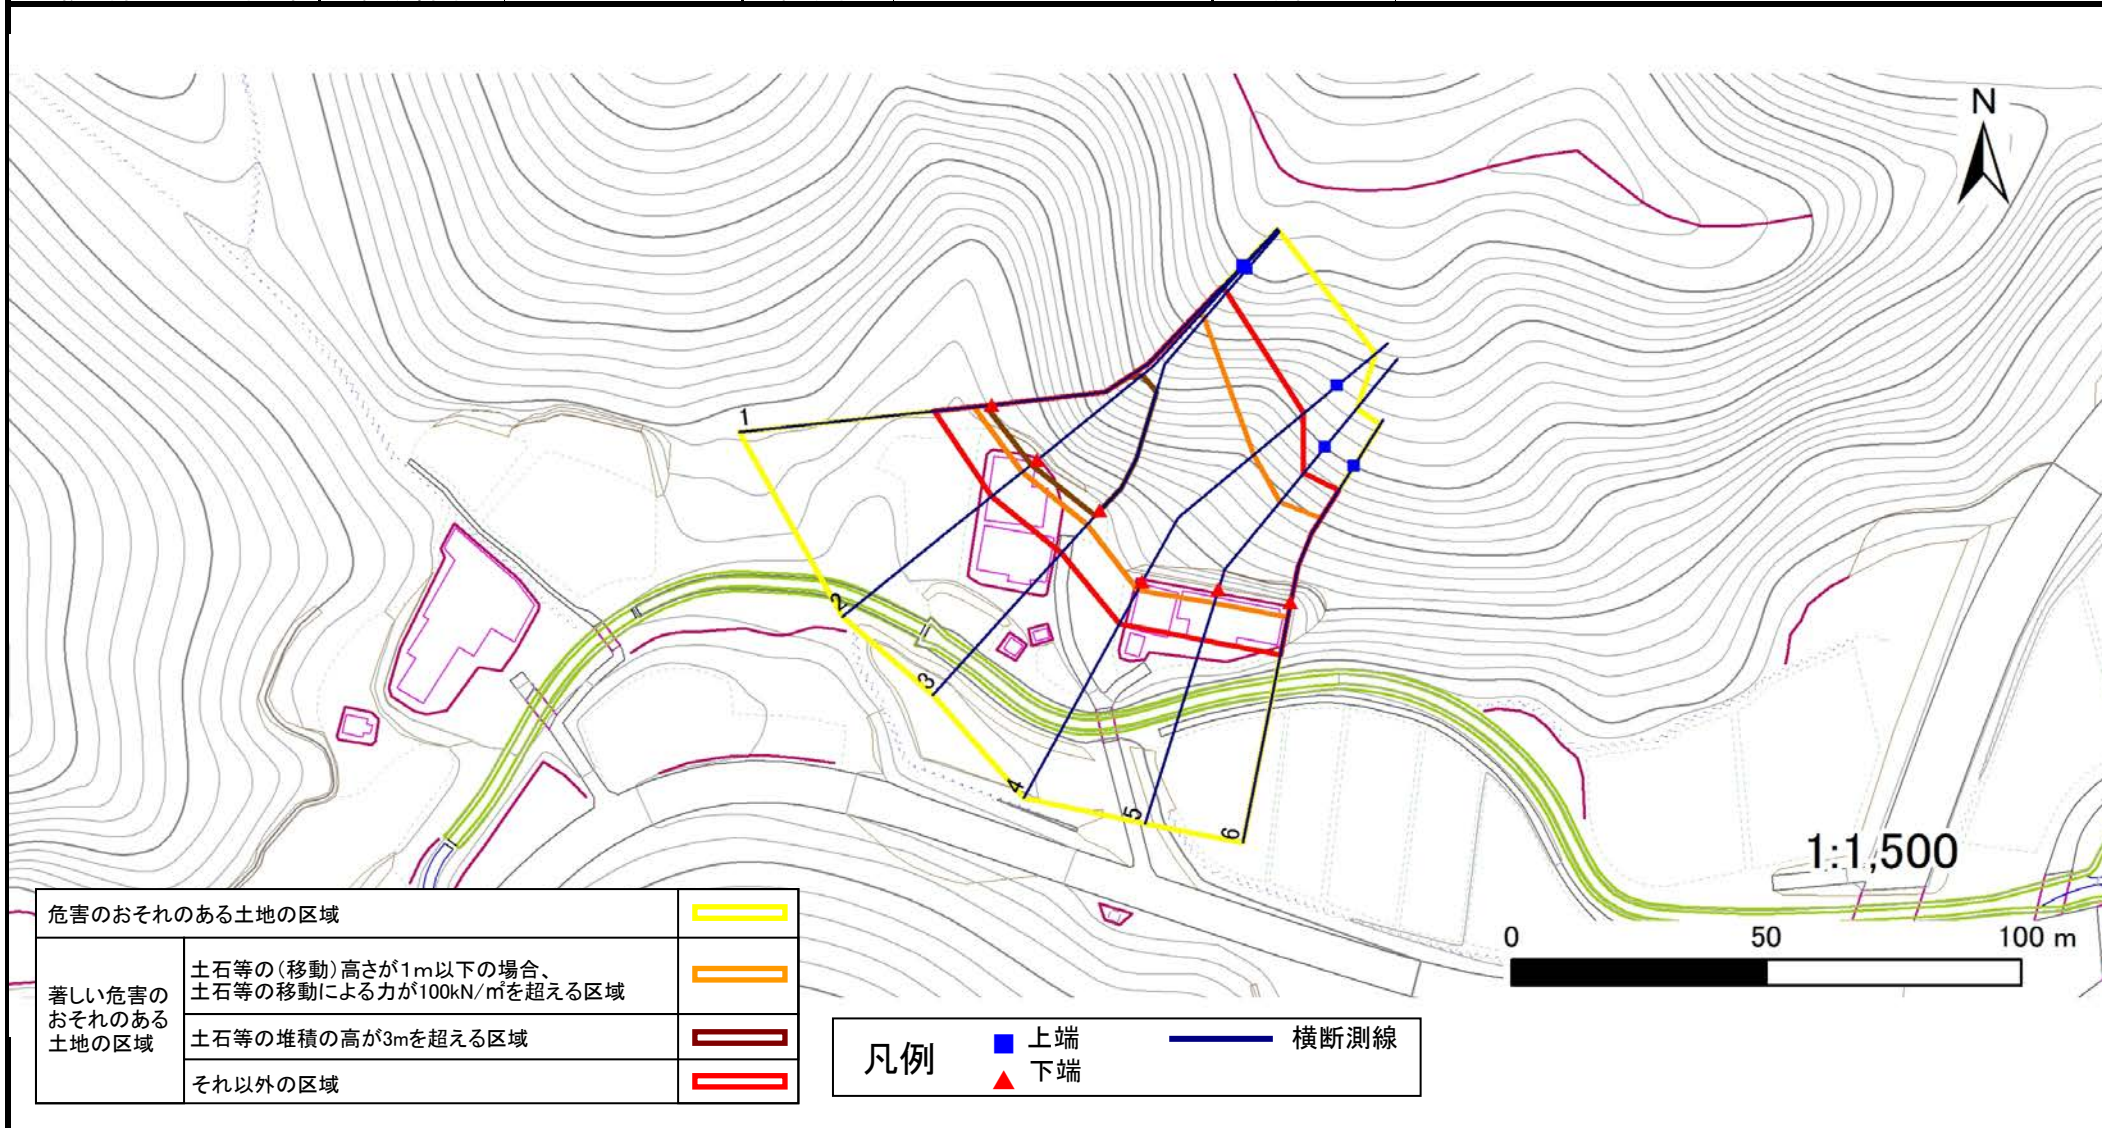 N
1
2
3
4
5
6
1:1,500
0 50 100 m
危害のおそれのある土地の区域
著しい危害の
おそれのある
土地の区域
土石等の(移動)高さが1m以下の場合、
土石等の移動による力が100kN/㎡を超える区域
土石等の堆積の高が3mを超える区域
それ以外の区域
凡例
上端
下端
横断測線